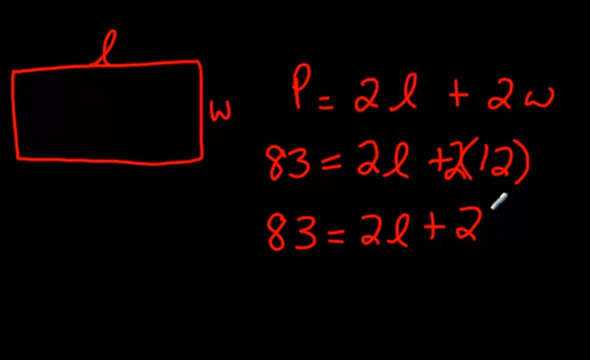 l
w
P = 2l + 2w
83 = 2l + 2(12)
83 = 2l + 2